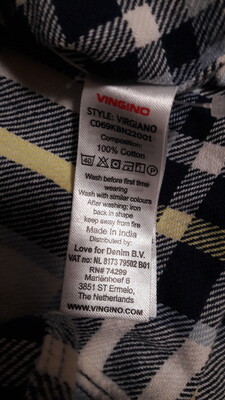 VINGINO
STYLE: VIRGIANO
CD69KBN22001
Composition:
100% Cotton
40
Wash before first time
wearing
Wash with similar colours
After washing; iron
back in shape
keep away from fire
Made in India
Distributed by:
Love for Denim B.V.
VAT no: NL 8173 79502 B01
RN# 74299
Mariënhoef 6
3851 ST Ermelo,
The Netherlands
WWW.VINGINO.COM